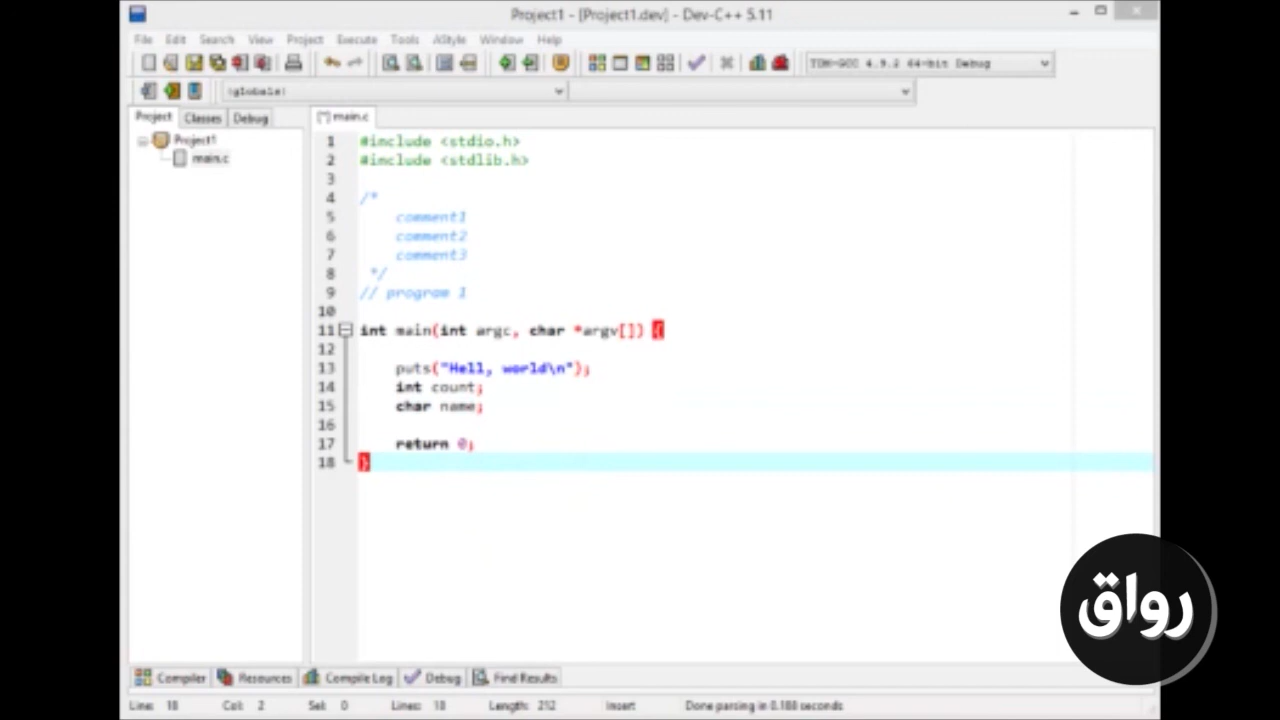 Project1 - [Project1.dev] - Dev-C++ 5.11
File Edit Search View Project Execute Tools AStyle Window Help
TDM-GCC 4.9.2 64-bit Debug
(globals)
Project Classes Debug
[*] main.c
Project1
main.c
1 #include <stdio.h>
2 #include <stdlib.h>
3
4 /*
5 comment1
6 comment2
7 comment3
8 */
9 // program 1
10
11 int main(int argc, char *argv[]) {
12
13 puts("Hell, world\n");
14 int count;
15 char name;
16
17 return 0;
18 }
رواق
Compiler Resources Compile Log Debug Find Results
Line: 18 Col: 2 Sel: 0 Lines: 18 Length: 212 Insert Done parsing in 0.188 seconds